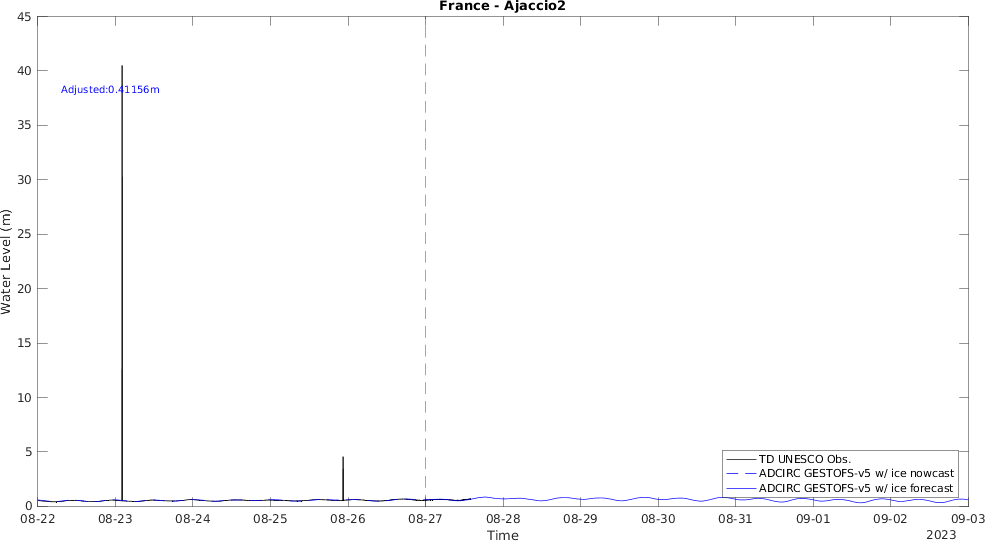 France - Ajaccio2
45
40
Adjusted:0.41156m
35
30
25
20
15
10
5
0
Water Level (m)
TD UNESCO Obs.
ADCIRC GESTOFS-v5 w/ ice nowcast
ADCIRC GESTOFS-v5 w/ ice forecast
08-22 08-23 08-24 08-25 08-26 08-27 08-28 08-29 08-30 08-31 09-01 09-02 09-03
Time
2023